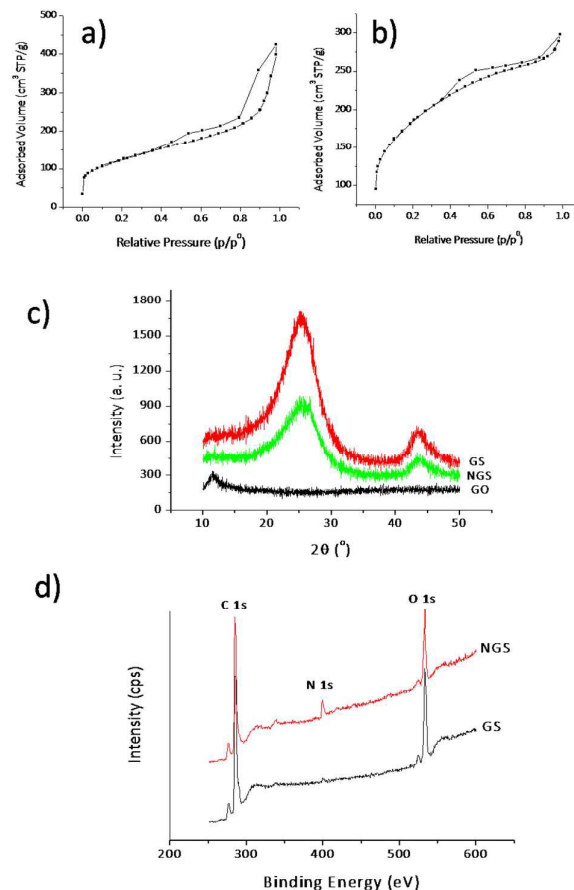 a)
500
400
300
200
100
0
0.0 0.2 0.4 0.6 0.8 1.0
Adsorbed Volume (cm³ STP/g)
Relative Pressure (p/pº)
b)
300
250
200
150
100
0.0 0.2 0.4 0.6 0.8 1.0
Adsorbed Volume (cm³ STP/g)
Relative Pressure (p/pº)
c)
1800
1500
1200
900
600
300
0
10 20 30 40 50
Intensity (a. u.)
2θ (º)
GS
NGS
GO
d)
C 1s
N 1s
O 1s
NGS
GS
Intensity (cps)
200 300 400 500 600
Binding Energy (eV)